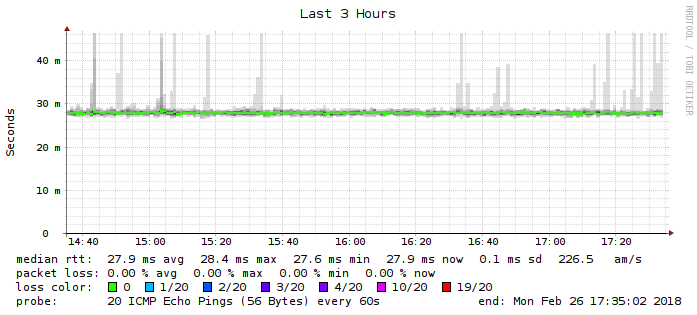 Last 3 Hours
RRDTOOL / TOBI OETIKER
Seconds
40 m
30 m
20 m
10 m
0
14:40 15:00 15:20 15:40 16:00 16:20 16:40 17:00 17:20
median rtt: 27.9 ms avg 28.4 ms max 27.6 ms min 27.9 ms now 0.1 ms sd 226.5 am/s
packet loss: 0.00 % avg 0.00 % max 0.00 % min 0.00 % now
loss color: 0 1/20 2/20 3/20 4/20 10/20 19/20
probe: 20 ICMP Echo Pings (56 Bytes) every 60s end: Mon Feb 26 17:35:02 2018